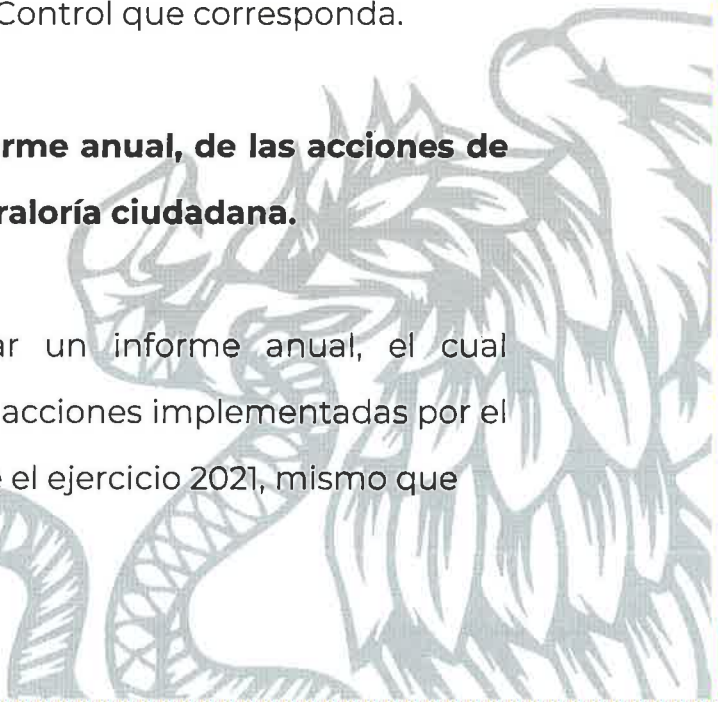 Control que corresponda.
rme anual, de las acciones de
raloría ciudadana.
ar un informe anual, el cual
acciones implementadas por el
e el ejercicio 2021, mismo que